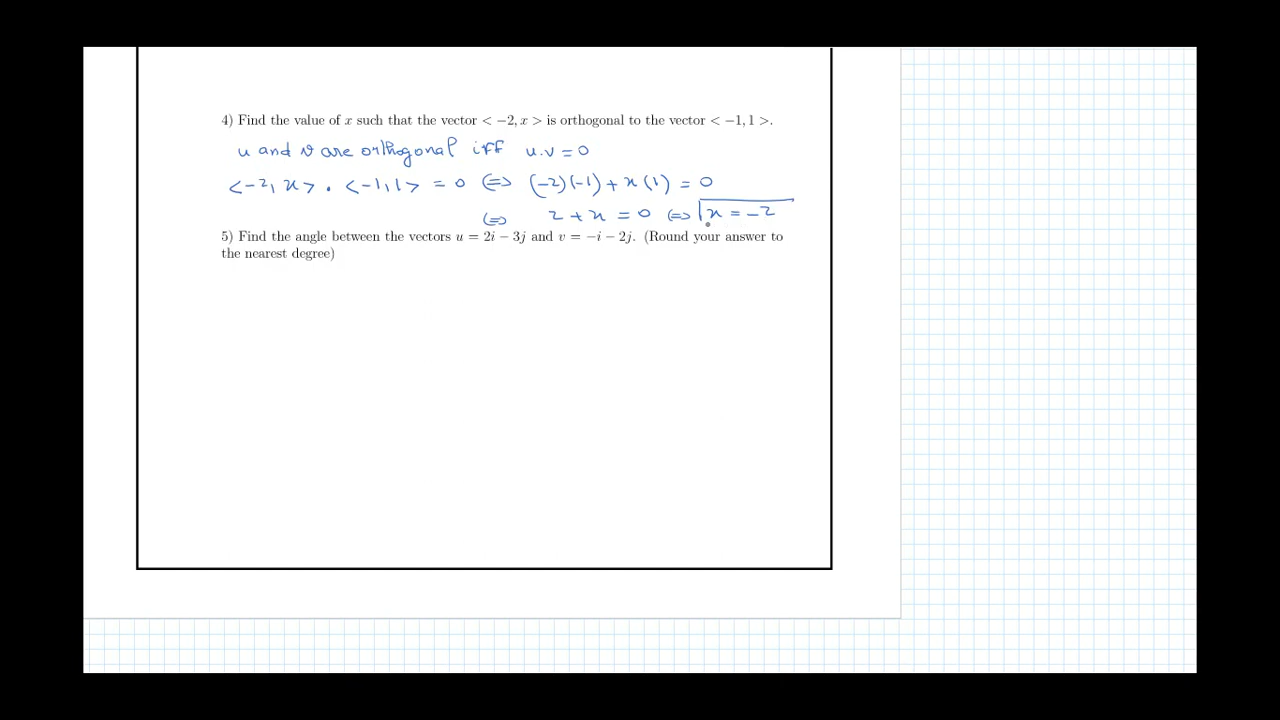 4) Find the value of x such that the vector < −2, x > is orthogonal to the vector < −1, 1 >.
u and v are orthogonal iff u.v = 0
<-2, x> . <-1, 1> = 0 ⇔ (-2)(-1) + x(1) = 0
⇔ 2 + x = 0 ⇔ x = -2
5) Find the angle between the vectors u = 2i − 3j and v = −i − 2j. (Round your answer to
the nearest degree)